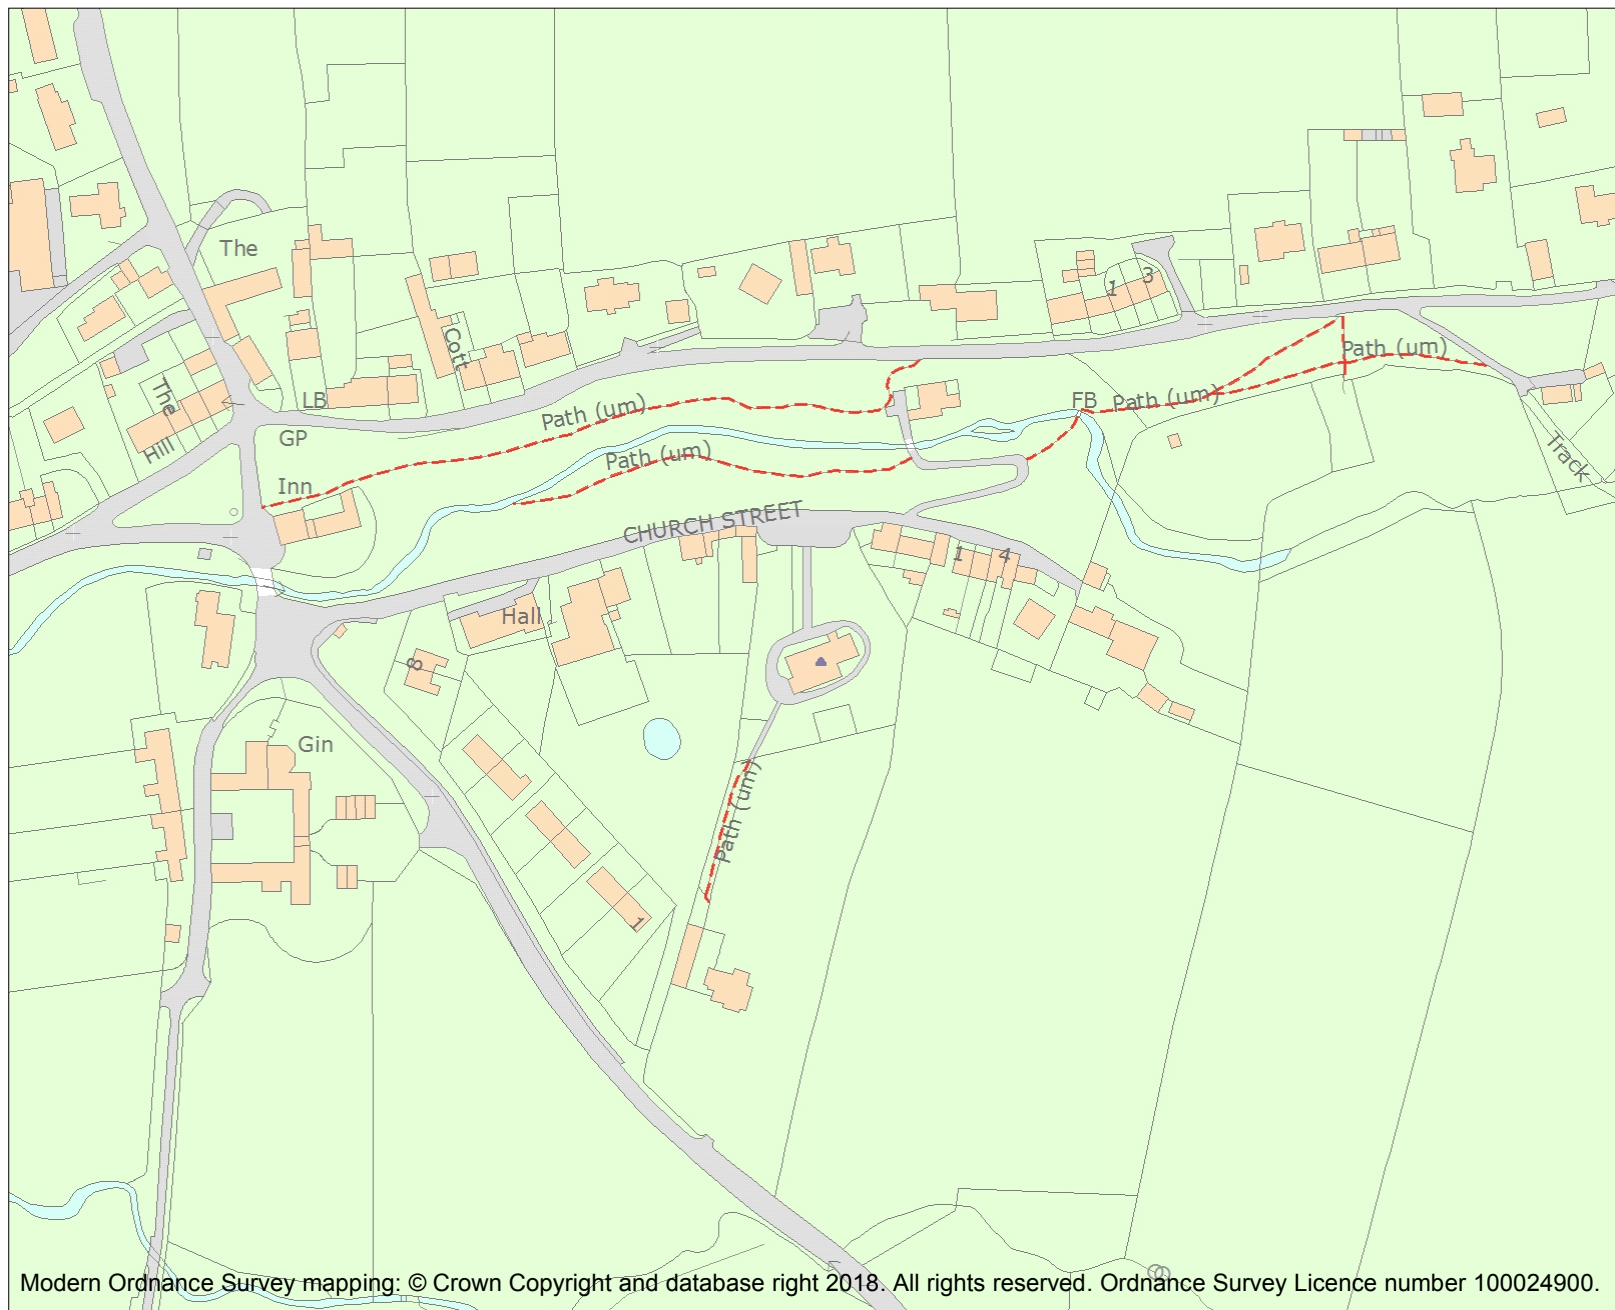 The
1
3
Cott
Path (um)
The
LB
FB
Path (um)
Path (um)
GP
Hill
Path (um)
Track
Inn
CHURCH STREET
1
4
Hall
8
Gin
Path (um)
1
Modern Ordnance Survey mapping: © Crown Copyright and database right 2018. All rights reserved. Ordnance Survey Licence number 100024900.